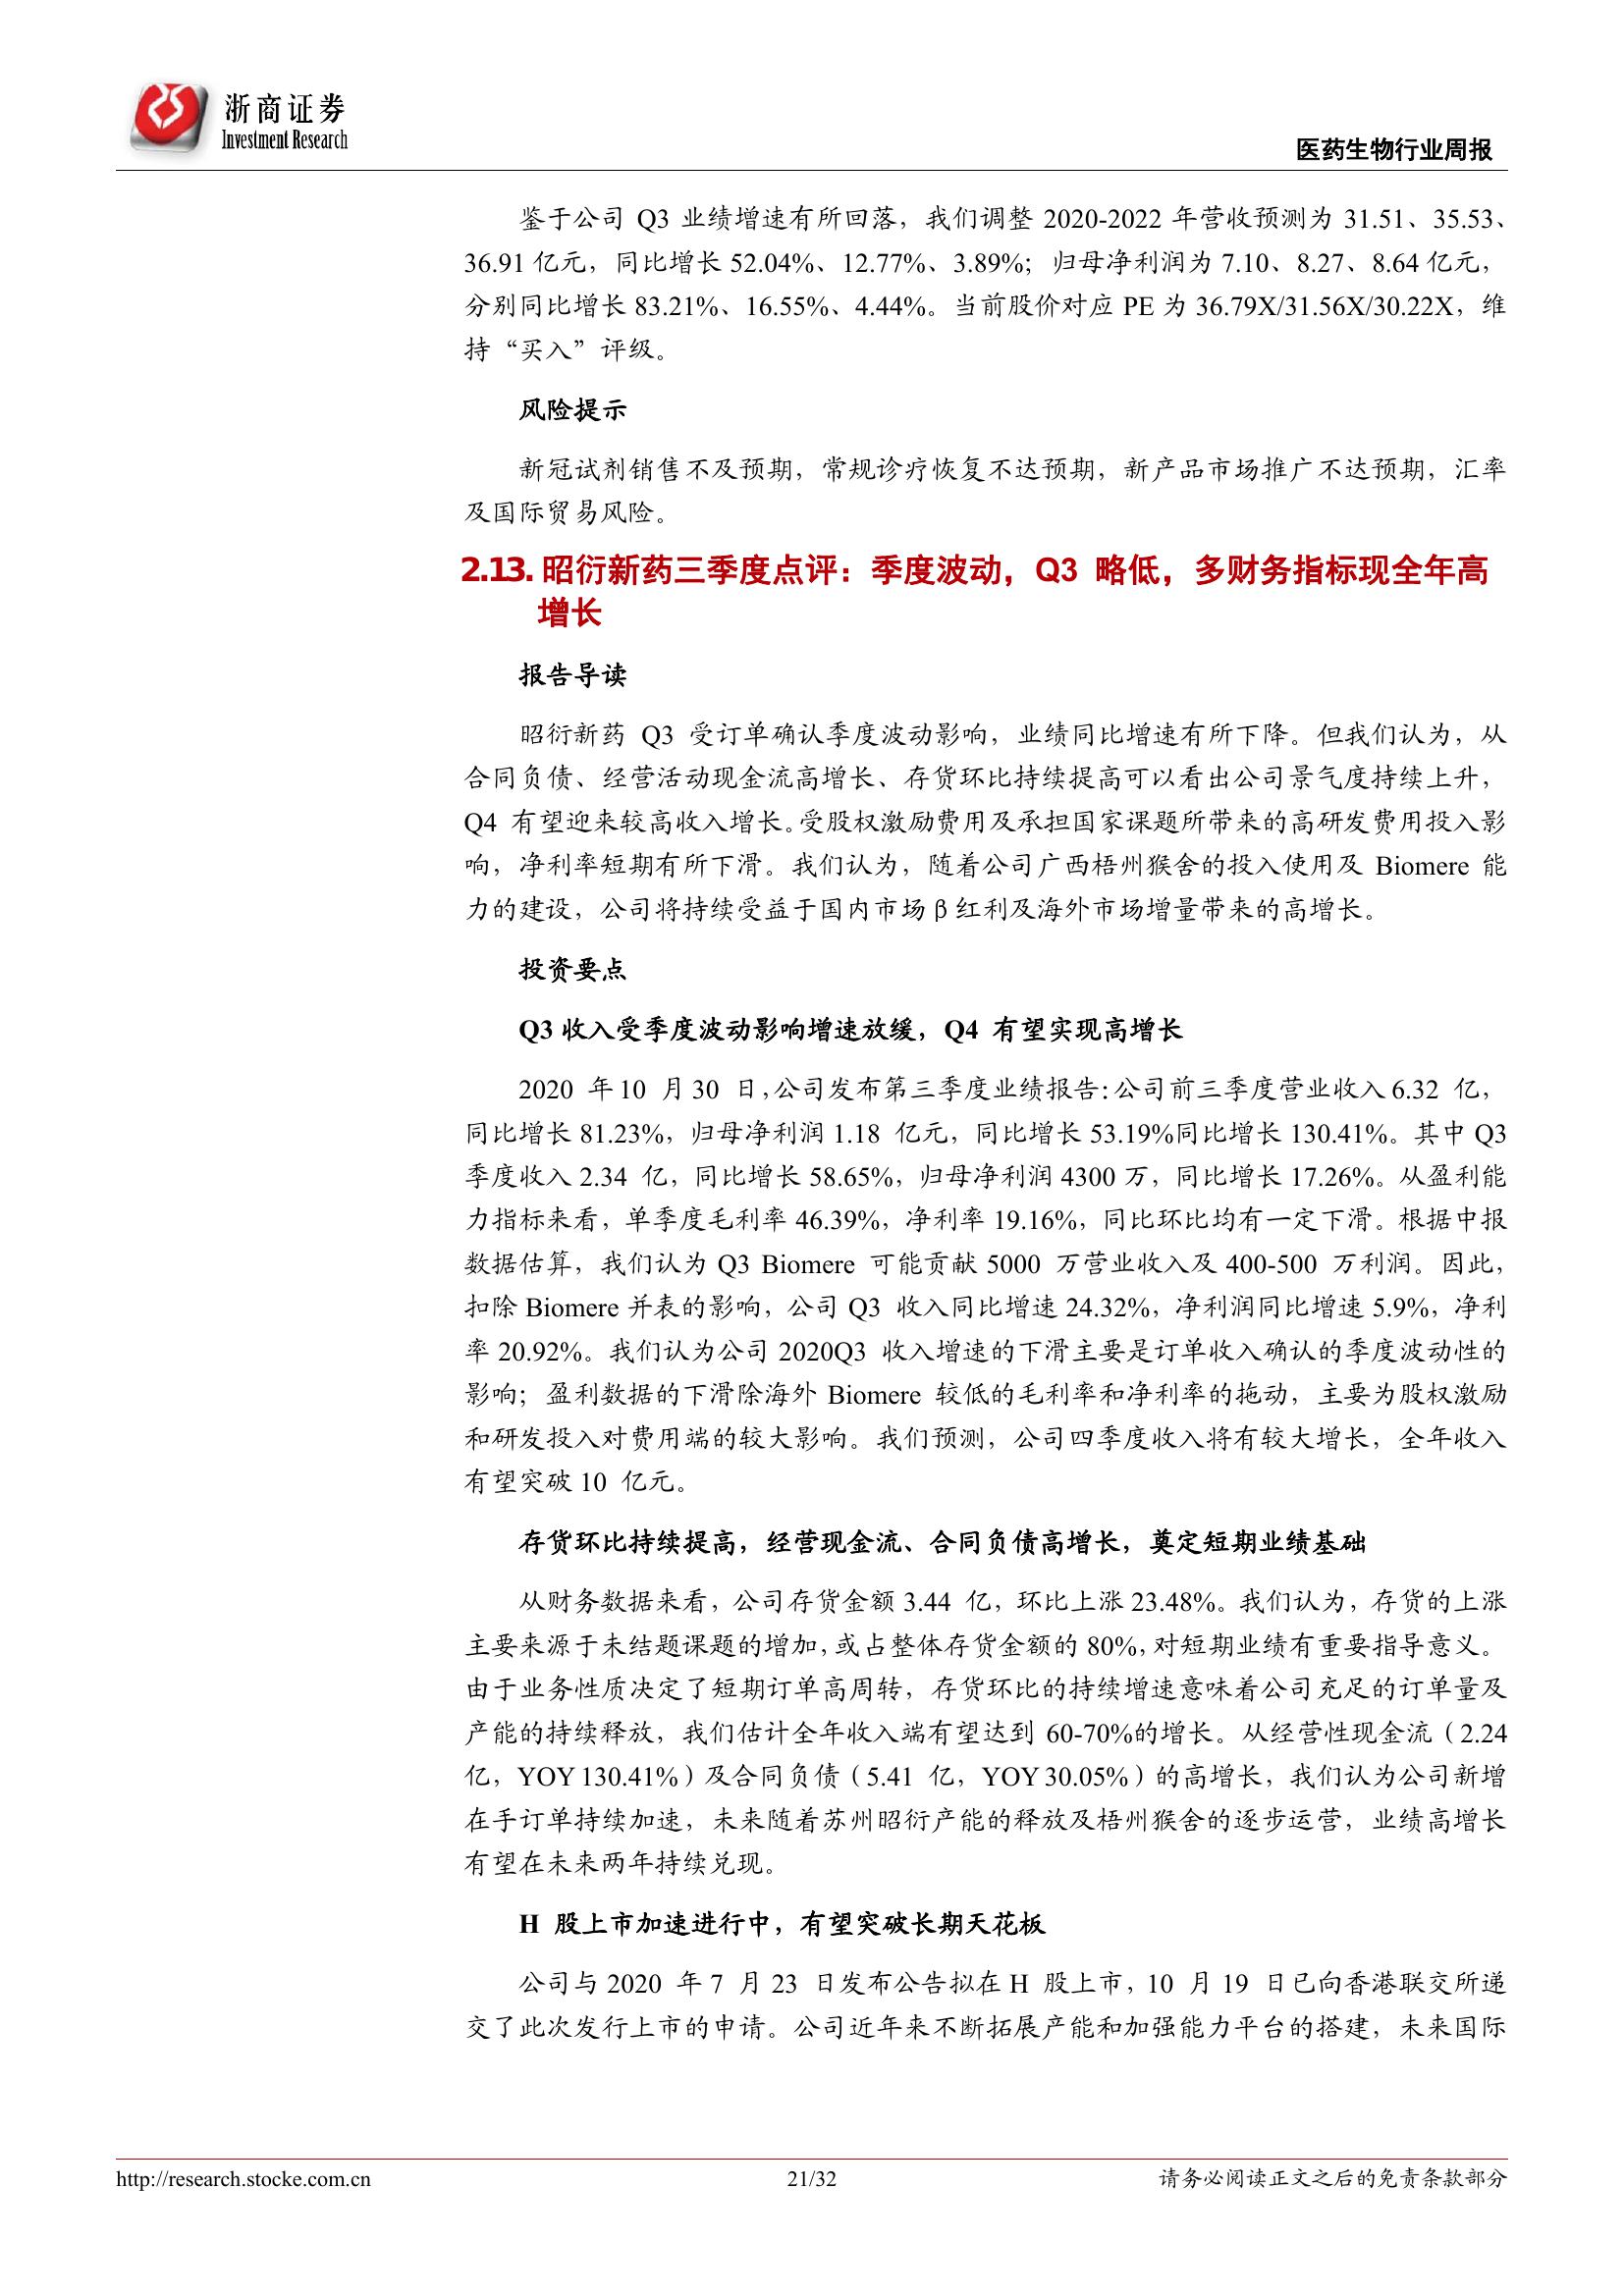 浙商证券
Investment Research
医药生物行业周报
鉴于公司 Q3 业绩增速有所回落，我们调整 2020-2022 年营收预测为 31.51、35.53、
36.91 亿元，同比增长 52.04%、12.77%、3.89%；归母净利润为 7.10、8.27、8.64 亿元，
分别同比增长 83.21%、16.55%、4.44%。当前股价对应 PE 为 36.79X/31.56X/30.22X，维
持“买入”评级。
风险提示
新冠试剂销售不及预期，常规诊疗恢复不达预期，新产品市场推广不达预期，汇率
及国际贸易风险。
2.13. 昭衍新药三季度点评：季度波动，Q3 略低，多财务指标现全年高
增长
报告导读
昭衍新药 Q3 受订单确认季度波动影响，业绩同比增速有所下降。但我们认为，从
合同负债、经营活动现金流高增长、存货环比持续提高可以看出公司景气度持续上升，
Q4 有望迎来较高收入增长。受股权激励费用及承担国家课题所带来的高研发费用投入影
响，净利率短期有所下滑。我们认为，随着公司广西梧州猴舍的投入使用及 Biomere 能
力的建设，公司将持续受益于国内市场 β 红利及海外市场增量带来的高增长。
投资要点
Q3 收入受季度波动影响增速放缓，Q4 有望实现高增长
2020 年 10 月 30 日，公司发布第三季度业绩报告：公司前三季度营业收入 6.32 亿，
同比增长 81.23%，归母净利润 1.18 亿元，同比增长 53.19%同比增长 130.41%。其中 Q3
季度收入 2.34 亿，同比增长 58.65%，归母净利润 4300 万，同比增长 17.26%。从盈利能
力指标来看，单季度毛利率 46.39%，净利率 19.16%，同比环比均有一定下滑。根据中报
数据估算，我们认为 Q3 Biomere 可能贡献 5000 万营业收入及 400-500 万利润。因此，
扣除 Biomere 并表的影响，公司 Q3 收入同比增速 24.32%，净利润同比增速 5.9%，净利
率 20.92%。我们认为公司 2020Q3 收入增速的下滑主要是订单收入确认的季度波动性的
影响；盈利数据的下滑除海外 Biomere 较低的毛利率和净利率的拖动，主要为股权激励
和研发投入对费用端的较大影响。我们预测，公司四季度收入将有较大增长，全年收入
有望突破 10 亿元。
存货环比持续提高，经营现金流、合同负债高增长，奠定短期业绩基础
从财务数据来看，公司存货金额 3.44 亿，环比上涨 23.48%。我们认为，存货的上涨
主要来源于未结题课题的增加，或占整体存货金额的 80%，对短期业绩有重要指导意义。
由于业务性质决定了短期订单高周转，存货环比的持续增速意味着公司充足的订单量及
产能的持续释放，我们估计全年收入端有望达到 60-70%的增长。从经营性现金流（2.24
亿，YOY 130.41%）及合同负债（5.41 亿，YOY 30.05%）的高增长，我们认为公司新增
在手订单持续加速，未来随着苏州昭衍产能的释放及梧州猴舍的逐步运营，业绩高增长
有望在未来两年持续兑现。
H 股上市加速进行中，有望突破长期天花板
公司与 2020 年 7 月 23 日发布公告拟在 H 股上市，10 月 19 日已向香港联交所递
交了此次发行上市的申请。公司近年来不断拓展产能和加强能力平台的搭建，未来国际
http://research.stocke.com.cn
21/32
请务必阅读正文之后的免责条款部分